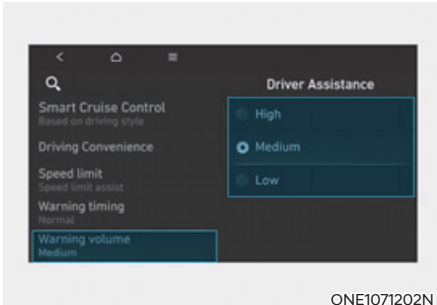 Driver Assistance
Smart Cruise Control
Based on driving style
Driving Convenience
Speed limit
Speed limit assist
Warning timing
Normal
Warning volume
Medium
High
Medium
Low
ONE1071202N